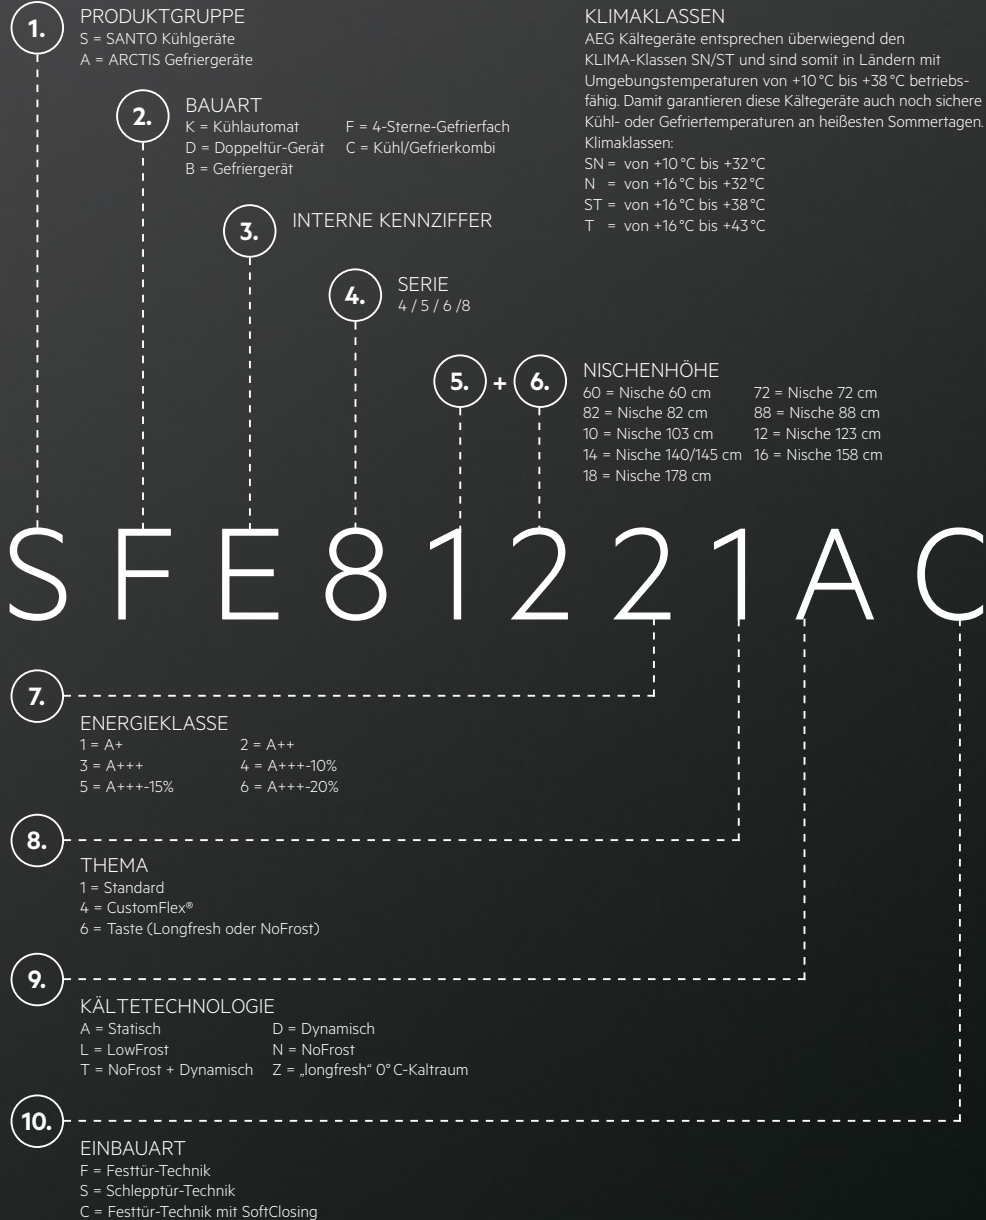 1.
PRODUKTGRUPPE
S = SANTO Kühlgeräte
A = ARCTIS Gefriergeräte
2.
BAUART
K = Kühlautomat F = 4-Sterne-Gefrierfach
D = Doppeltür-Gerät C = Kühl/Gefrierkombi
B = Gefriergerät
3.
INTERNE KENNZIFFER
4.
SERIE
4 / 5 / 6 /8
5. + 6.
NISCHENHÖHE
60 = Nische 60 cm 72 = Nische 72 cm
82 = Nische 82 cm 88 = Nische 88 cm
10 = Nische 103 cm 12 = Nische 123 cm
14 = Nische 140/145 cm 16 = Nische 158 cm
18 = Nische 178 cm
KLIMAKLASSEN
AEG Kältegeräte entsprechen überwiegend den
KLIMA-Klassen SN/ST und sind somit in Ländern mit
Umgebungstemperaturen von +10 °C bis +38 °C betriebs-
fähig. Damit garantieren diese Kältegeräte auch noch sichere
Kühl- oder Gefriertemperaturen an heißesten Sommertagen.
Klimaklassen:
SN = von +10 °C bis +32 °C
N = von +16 °C bis +32 °C
ST = von +16 °C bis +38 °C
T = von +16 °C bis +43 °C
SFE81221AC
7.
ENERGIEKLASSE
1 = A+ 2 = A++
3 = A+++ 4 = A+++-10%
5 = A+++-15% 6 = A+++-20%
8.
THEMA
1 = Standard
4 = CustomFlex®
6 = Taste (Longfresh oder NoFrost)
9.
KÄLTETECHNOLOGIE
A = Statisch D = Dynamisch
L = LowFrost N = NoFrost
T = NoFrost + Dynamisch Z = „longfresh“ 0° C-Kaltraum
10.
EINBAUART
F = Festtür-Technik
S = Schlepptür-Technik
C = Festtür-Technik mit SoftClosing